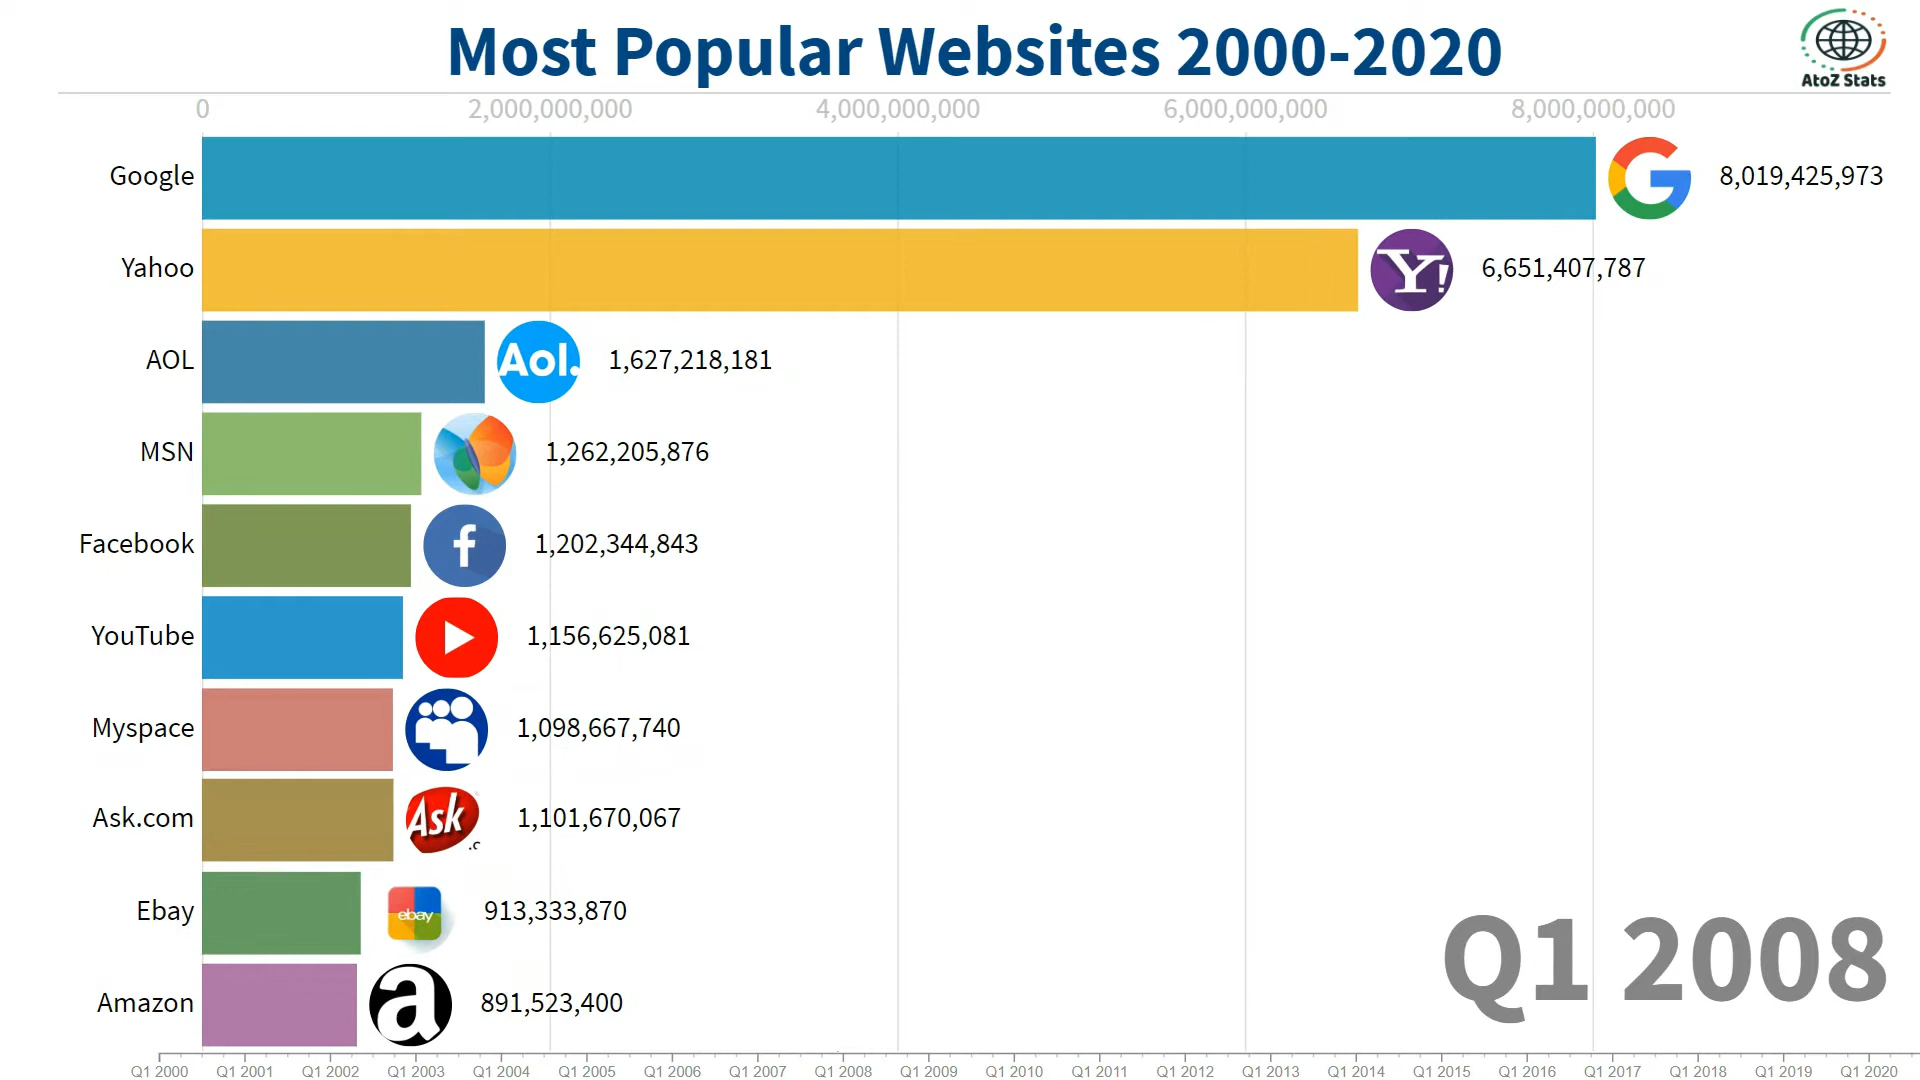 Most Popular Websites 2000-2020
AtoZ Stats
0 2,000,000,000 4,000,000,000 6,000,000,000 8,000,000,000
Google 8,019,425,973
Yahoo Y! 6,651,407,787
AOL Aol. 1,627,218,181
MSN 1,262,205,876
Facebook f 1,202,344,843
YouTube 1,156,625,081
Myspace 1,098,667,740
Ask.com Ask .c 1,101,670,067
Ebay ebay 913,333,870
Amazon a 891,523,400
Q1 2008
Q1 2000 Q1 2001 Q1 2002 Q1 2003 Q1 2004 Q1 2005 Q1 2006 Q1 2007 Q1 2008 Q1 2009 Q1 2010 Q1 2011 Q1 2012 Q1 2013 Q1 2014 Q1 2015 Q1 2016 Q1 2017 Q1 2018 Q1 2019 Q1 2020